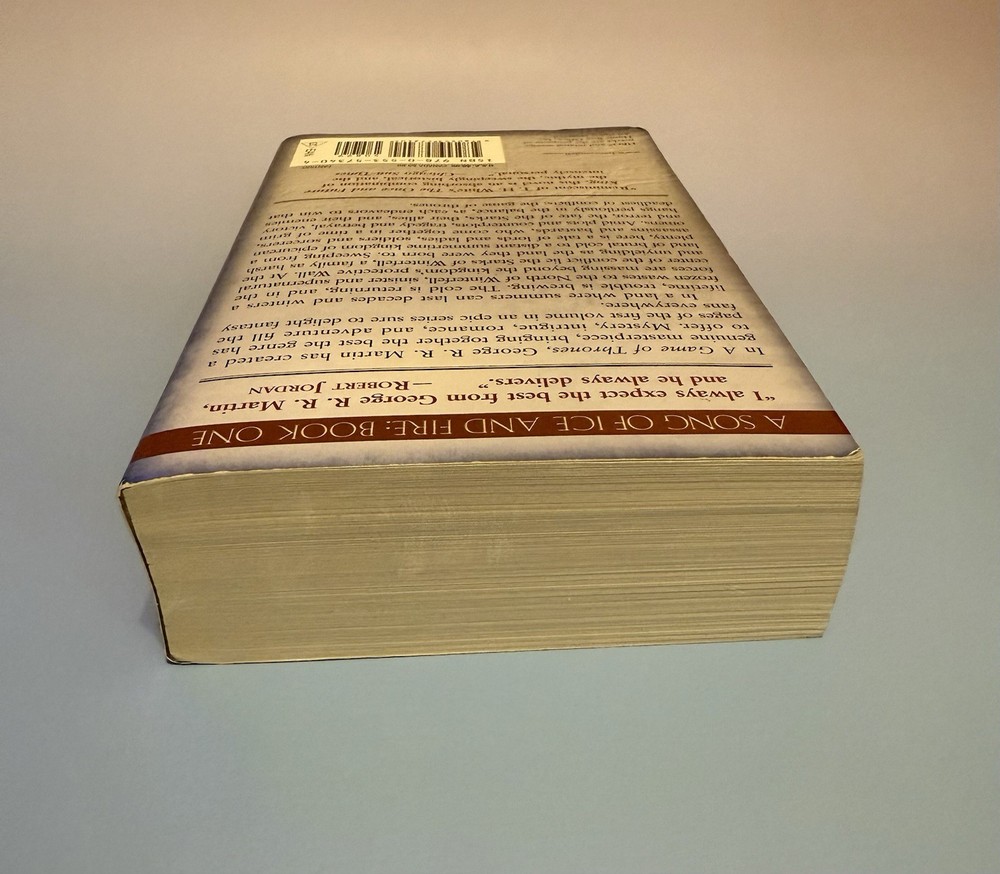 A SONG OF ICE AND FIRE: BOOK ONE
“I always expect the best from George R. R. Martin,
and he always delivers.”
—ROBERT JORDAN
In A Game of Thrones, George R. R. Martin has created a
genuine masterpiece, bringing together the best the genre has
to offer. Mystery, intrigue, romance, and adventure fill the
pages of the first volume in an epic series sure to delight fantasy
fans everywhere.
In a land where summers can last decades and winters a
lifetime, trouble is brewing. The cold is returning, and in the
frozen wastes to the North of Winterfell, sinister and supernatural
forces are massing beyond the kingdom’s protective Wall. At the
center of the conflict lie the Starks of Winterfell, a family as harsh
and unyielding as the land they were born to. Sweeping from
land of brutal cold to a distant summertime kingdom of epicurean
plenty, here is a tale of lords and ladies, soldiers and sorcerers,
assassins and bastards, who come together in a time of grim
omens. Amid plots and counterplots, tragedy and betrayal, victory
and terror, the fate of the Starks, their allies, and their enemies
hangs perilously in the balance, as each endeavors to win that
deadliest of conflicts: the game of thrones.
“Reminiscent of T. H. White’s The Once and Future
King, this novel is an absorbing combination of
the mythic, the sweepingly historical, and the
intensely personal.” —Chicago Sun-Times
ISBN 978-0-553-57340-4